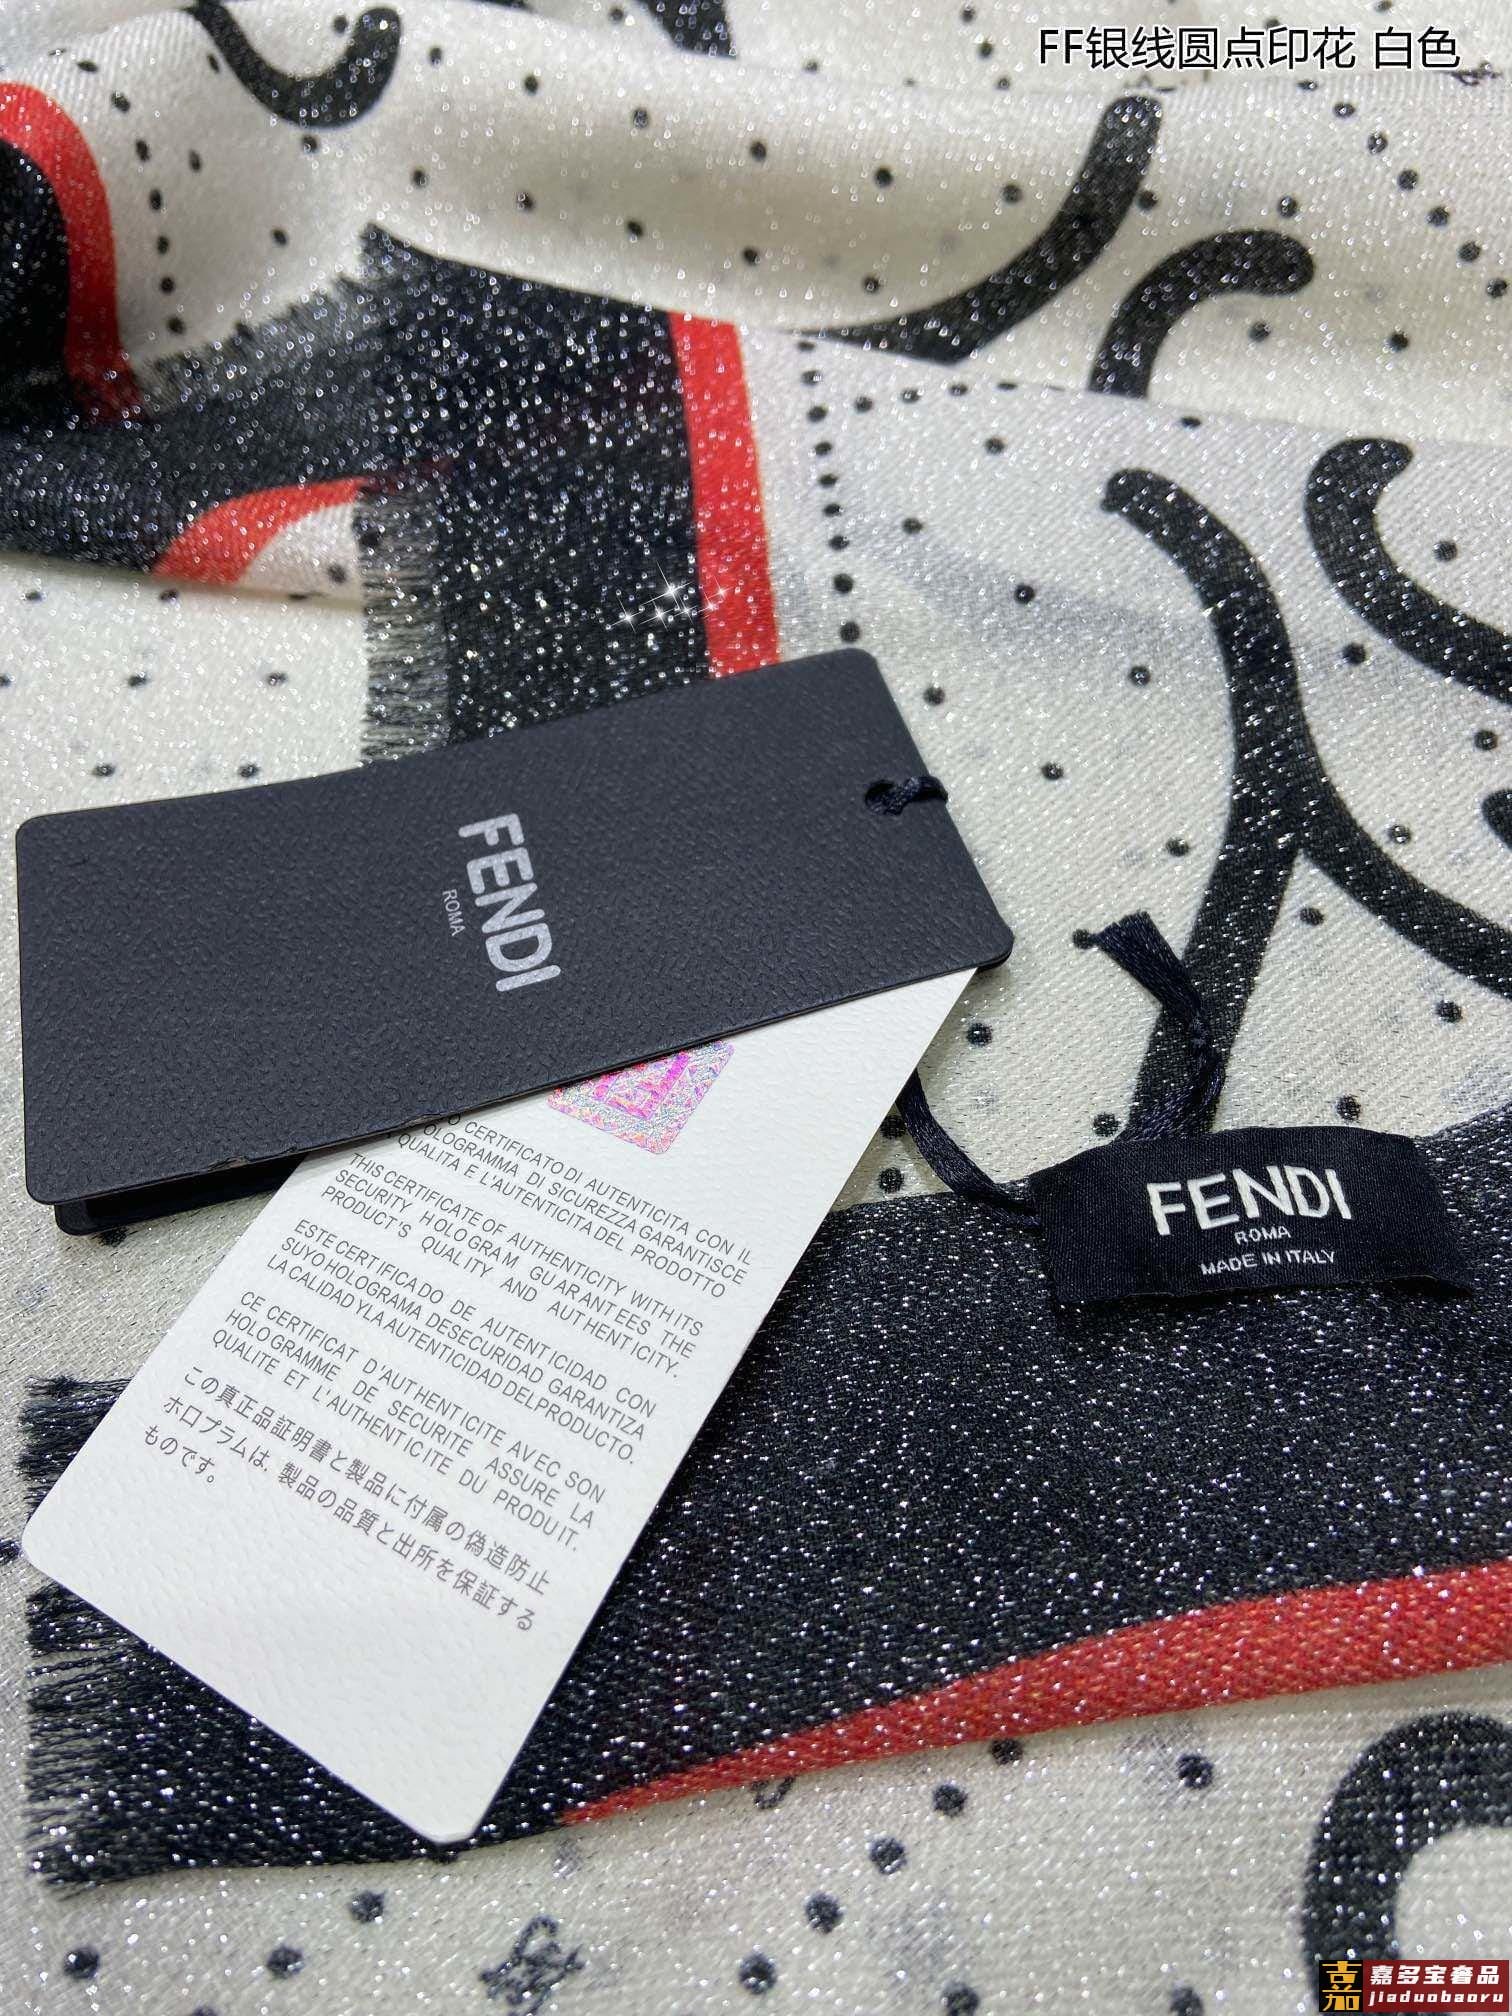 FF银线圆点印花 白色
FENDI
ROMA
CERTIFICATO DI AUTENTICITA CON IL
OLOGRAMMA DI SICUREZZA GARANTISCE
QUALITA E L'AUTENTICITA DEL PRODOTTO
THIS CERTIFICATE OF AUTHENTICITY WITH ITS
SECURITY HOLOGRAM GUARANTEES THE
PRODUCT'S QUALITY AND AUTHENTICITY.
ESTE CERTIFICADO DE AUTENTICIDAD CON
SUYO HOLOGRAMA DESECURIDAD GARANTIZA
LA CALIDAD YLA AUTENTICIDAD DELPRODUCTO.
CE CERTIFICAT D'AUTHENTICITE AVEC SON
HOLOGRAMME DE SECURITE ASSURE LA
QUALITE ET L'AUTHENTICITE DU PRODUIT.
この真正品証明書と製品に付属の偽造防止
ホロプラムは、製品の品質と出所を保証する
ものです。
FENDI
ROMA
MADE IN ITALY
吉茄
嘉多宝奢品
jiaduobaoru